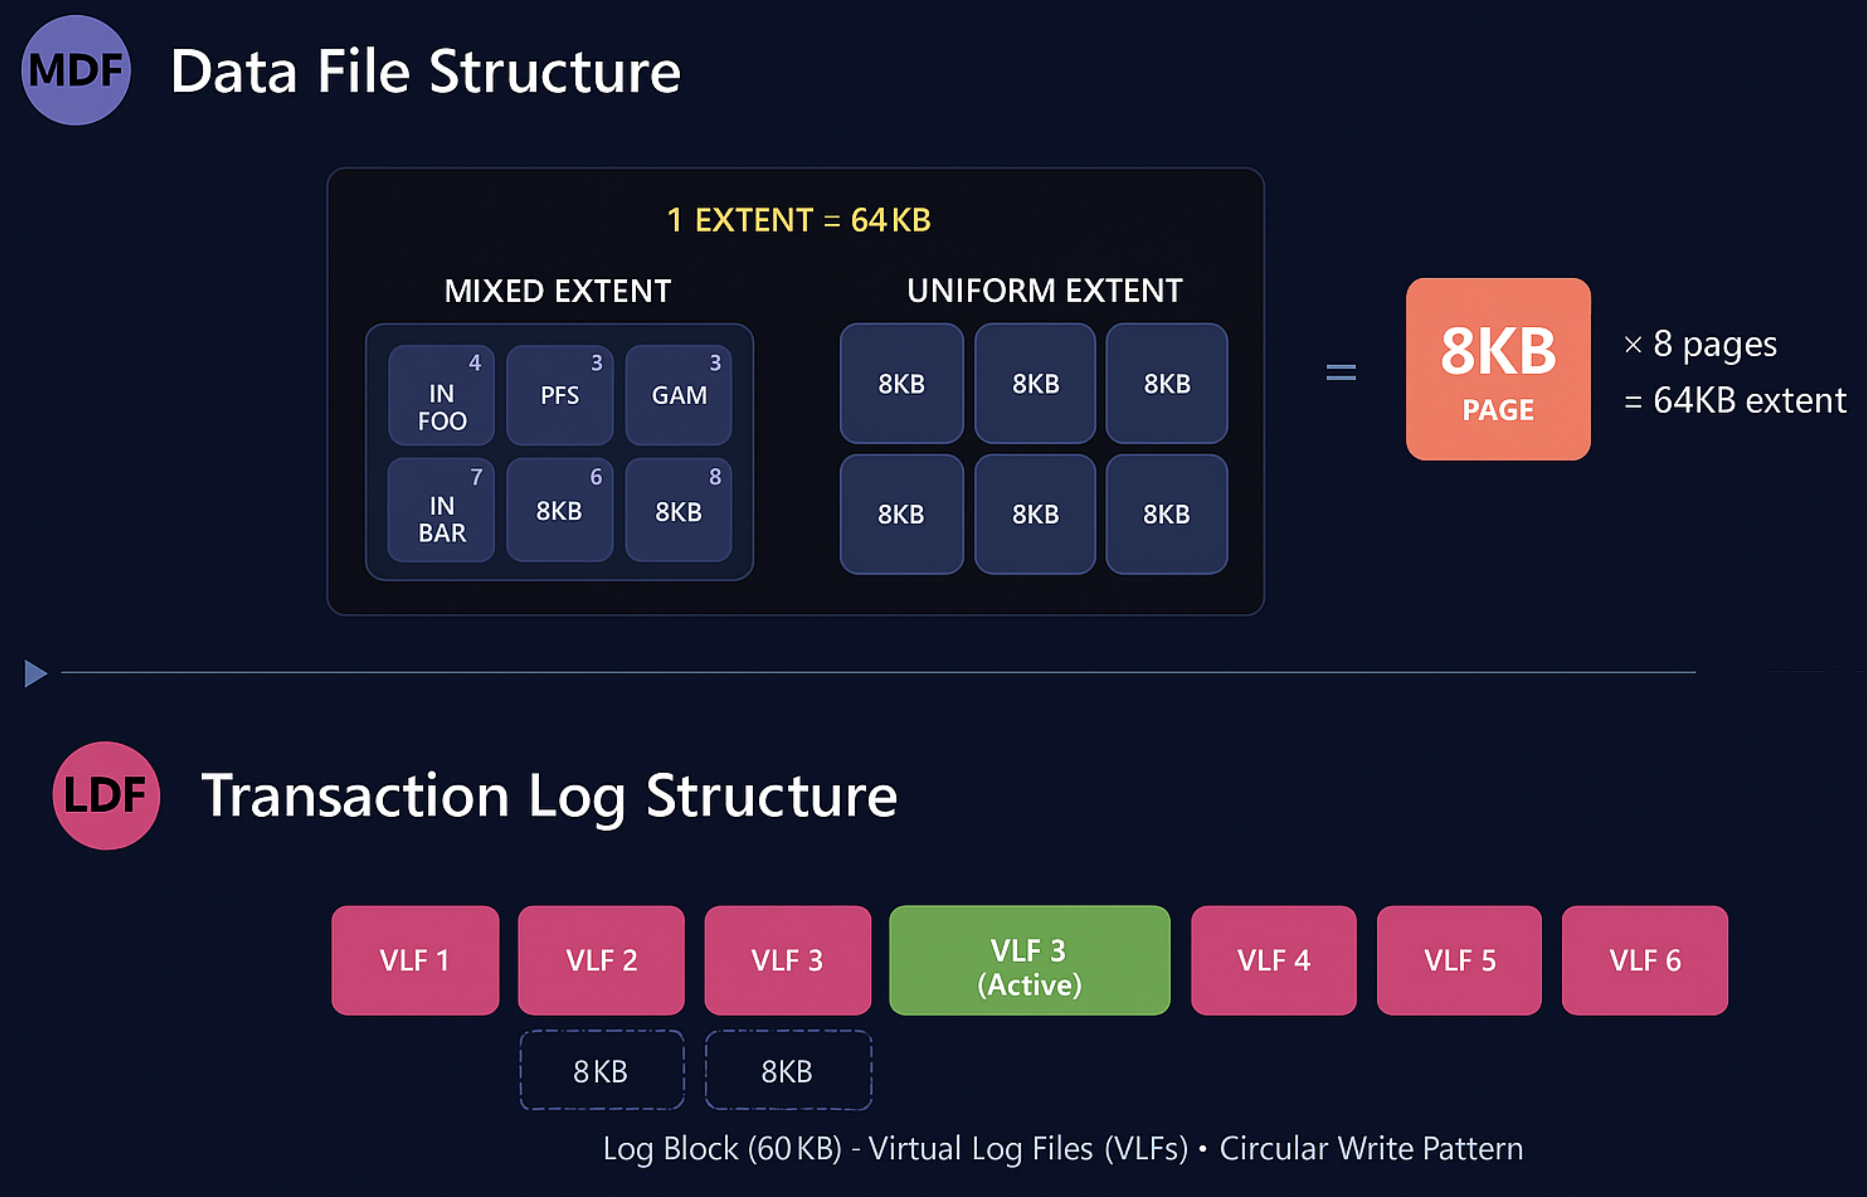 MDF
Data File Structure
1 EXTENT = 64KB
MIXED EXTENT
UNIFORM EXTENT
4
IN
FOO
3
PFS
3
GAM
7
IN
BAR
6
8KB
8
8KB
8KB
8KB
8KB
8KB
8KB
8KB
=
8KB
PAGE
× 8 pages
= 64KB extent
LDF
Transaction Log Structure
VLF 1
VLF 2
VLF 3
VLF 3
(Active)
VLF 4
VLF 5
VLF 6
8KB
8KB
Log Block (60KB) - Virtual Log Files (VLFs) • Circular Write Pattern